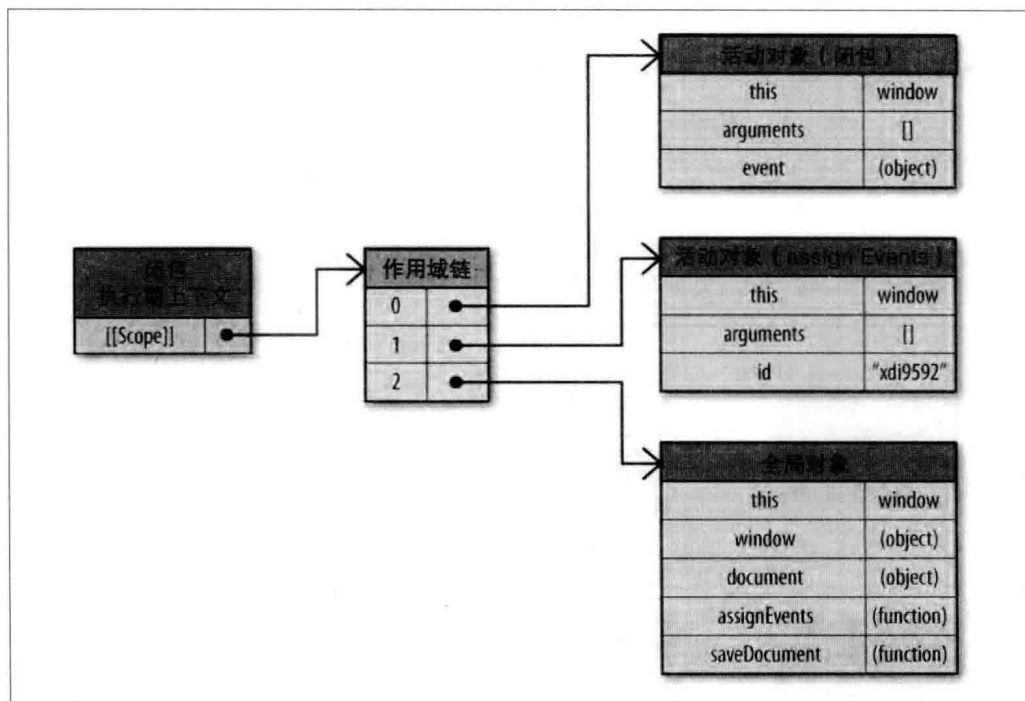 活动对象（闭包）
this window
arguments []
event (object)
闭包
执行期上下文
[[Scope]]
作用域链
0
1
2
活动对象（assign Events）
this window
arguments []
id "xdi9592"
全局对象
this window
window (object)
document (object)
assignEvents (function)
saveDocument (function)